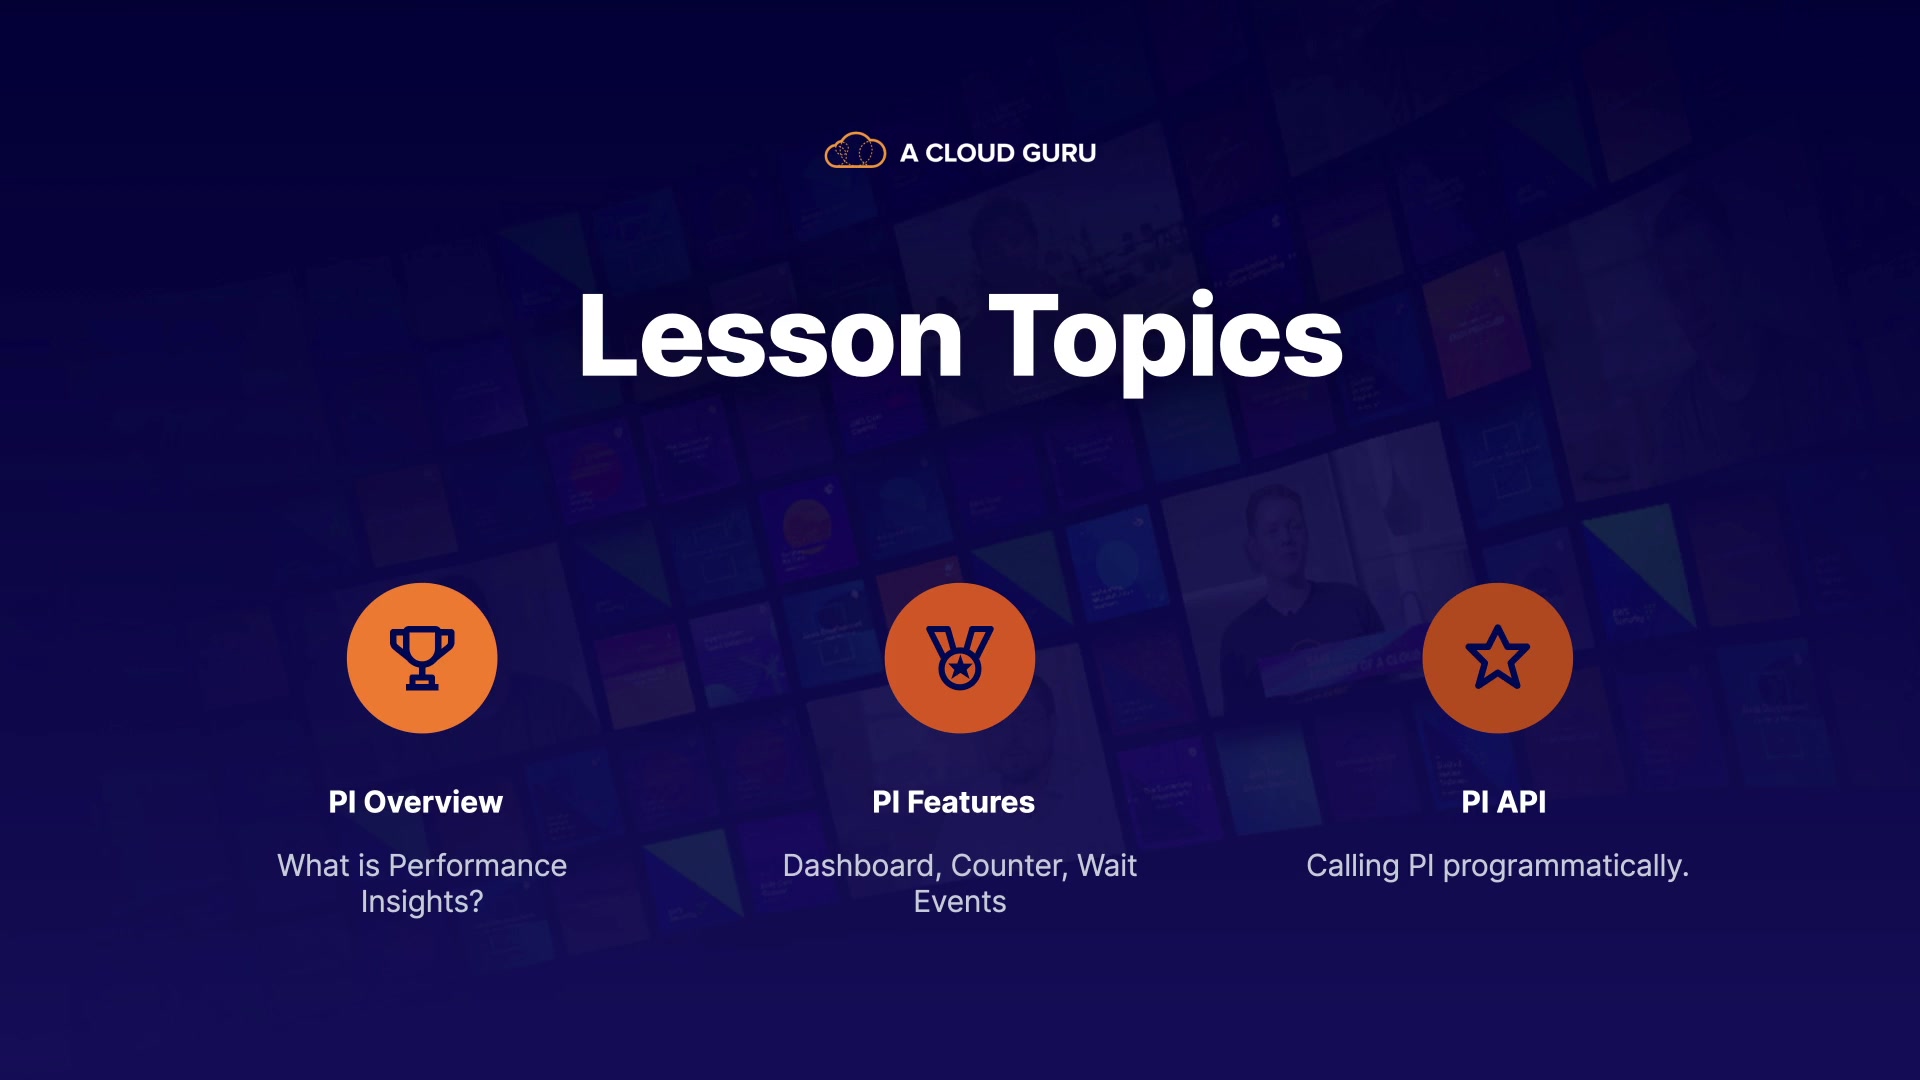 A CLOUD GURU
Lesson Topics
PI Overview
What is Performance
Insights?
PI Features
Dashboard, Counter, Wait
Events
PI API
Calling PI programmatically.